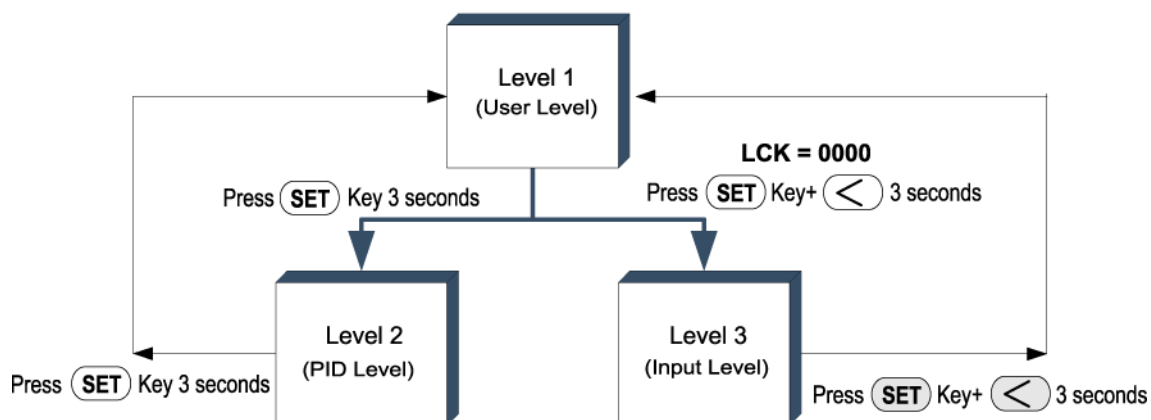 Level 1
(User Level)
LCK = 0000
Press SET Key 3 seconds
Press SET Key+ < 3 seconds
Level 2
(PID Level)
Level 3
(Input Level)
Press SET Key 3 seconds
Press SET Key+ < 3 seconds